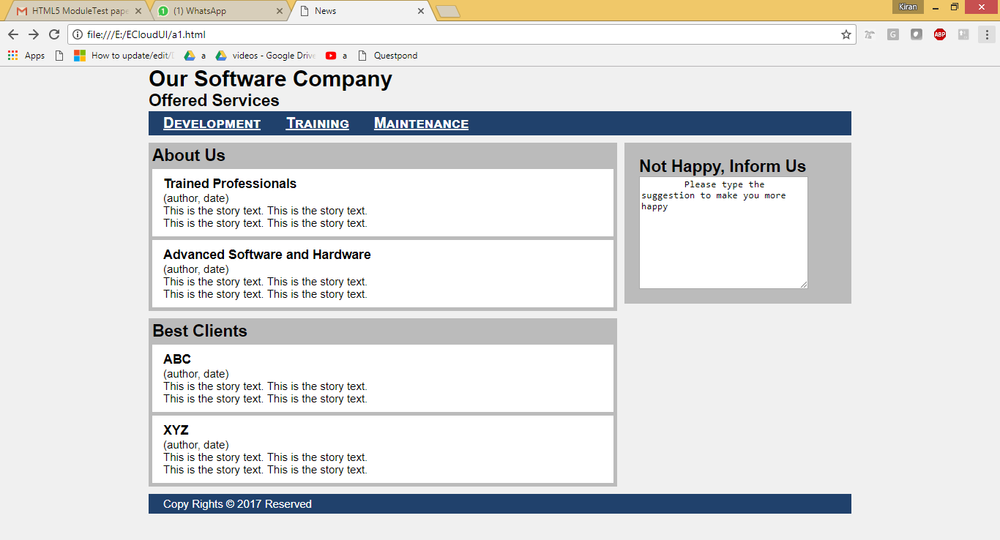 HTML5 ModuleTest pape
(1) WhatsApp
News
Kiran
file:///E:/ECloudUI/a1.html
G
ABP
Apps
How to update/edit/
a
videos - Google Drive
a
Questpond
Our Software Company
Offered Services
Development Training Maintenance
About Us
Trained Professionals
(author, date)
This is the story text. This is the story text.
This is the story text. This is the story text.
Advanced Software and Hardware
(author, date)
This is the story text. This is the story text.
This is the story text. This is the story text.
Best Clients
ABC
(author, date)
This is the story text. This is the story text.
This is the story text. This is the story text.
XYZ
(author, date)
This is the story text. This is the story text.
This is the story text. This is the story text.
Not Happy, Inform Us
Please type the
suggestion to make you more
happy
Copy Rights © 2017 Reserved